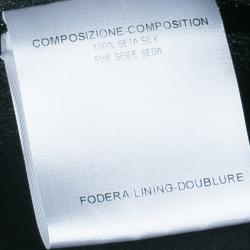 COMPOSIZIONE-COMPOSITION
100% SETA SILK
SOIE SEIDE SEDA
FODERA LINING-DOUBLURE